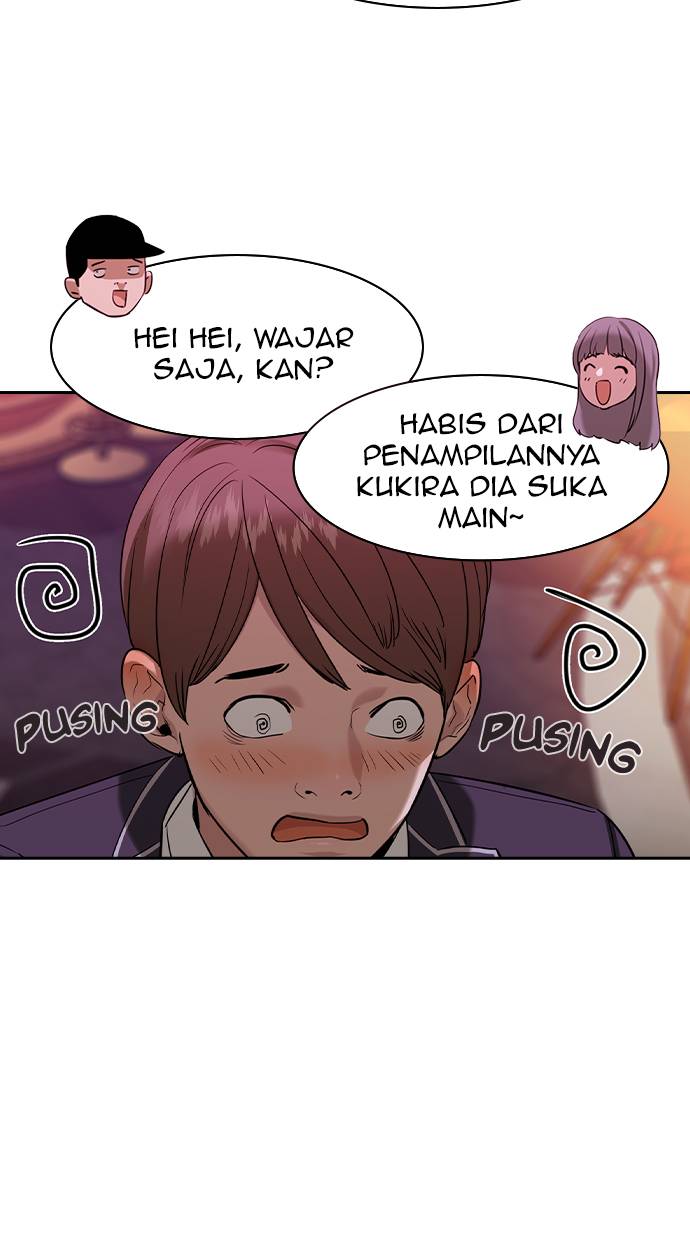 HEI HEI, WAJAR
SAJA, KAN?
HABIS DARI
PENAMPILANNYA
KUKIRA DIA SUKA
MAIN~
PUSING
PUSING